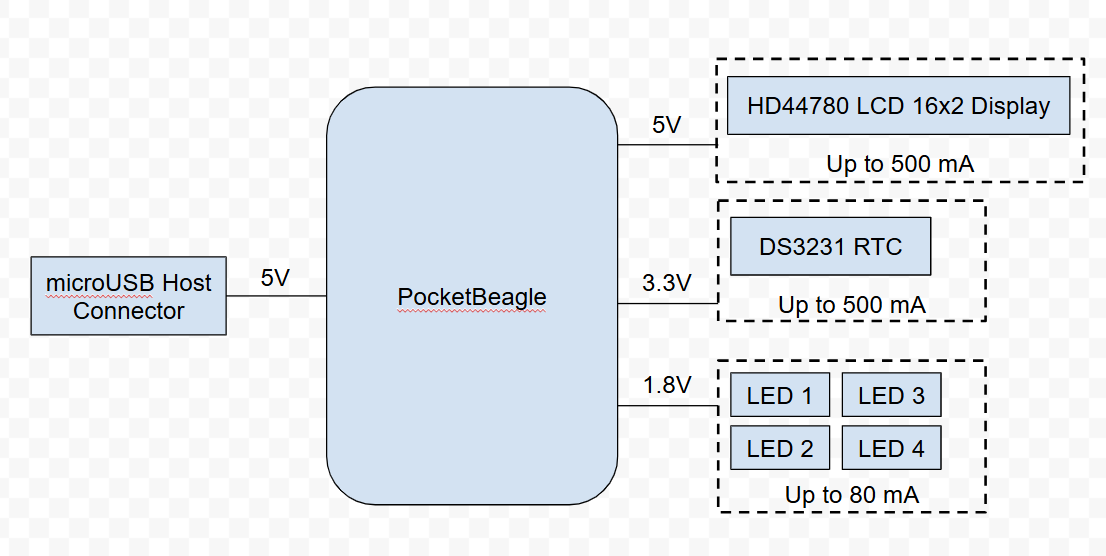 microUSB Host
Connector
5V
PocketBeagle
5V
HD44780 LCD 16x2 Display
Up to 500 mA
3.3V
DS3231 RTC
Up to 500 mA
1.8V
LED 1
LED 3
LED 2
LED 4
Up to 80 mA